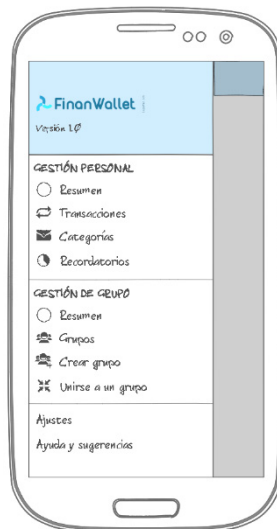 FinanWallet
Versión 1.0
GESTIÓN PERSONAL
Resumen
Transacciones
Categorías
Recordatorios
GESTIÓN DE GRUPO
Resumen
Grupos
Crear grupo
Unirse a un grupo
Ajustes
Ayuda y sugerencias